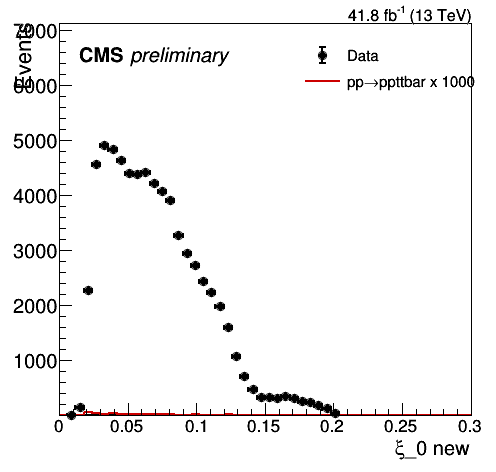 41.8 fb⁻¹ (13 TeV)
Events
7000
6000
5000
4000
3000
2000
1000
CMS preliminary
Data
pp→ppttbar x 1000
0 0.05 0.1 0.15 0.2 0.25 0.3
ξ_0 new